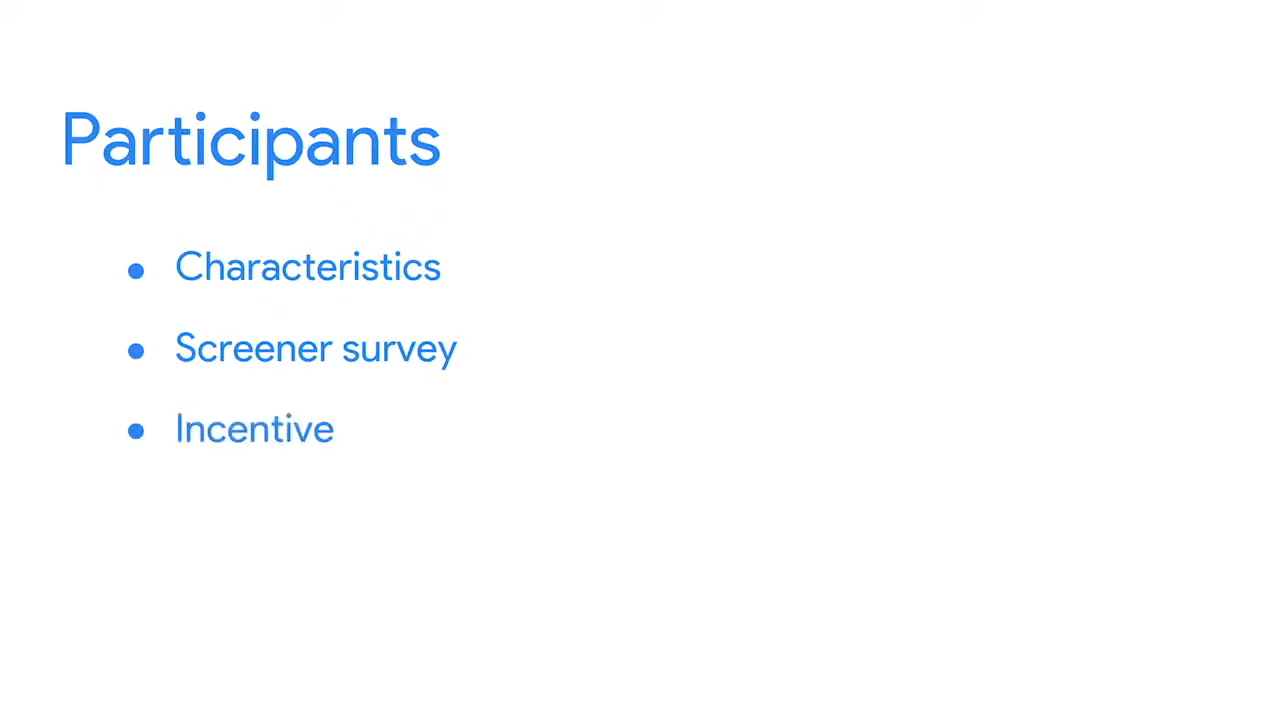 Participants
● Characteristics
● Screener survey
● Incentive